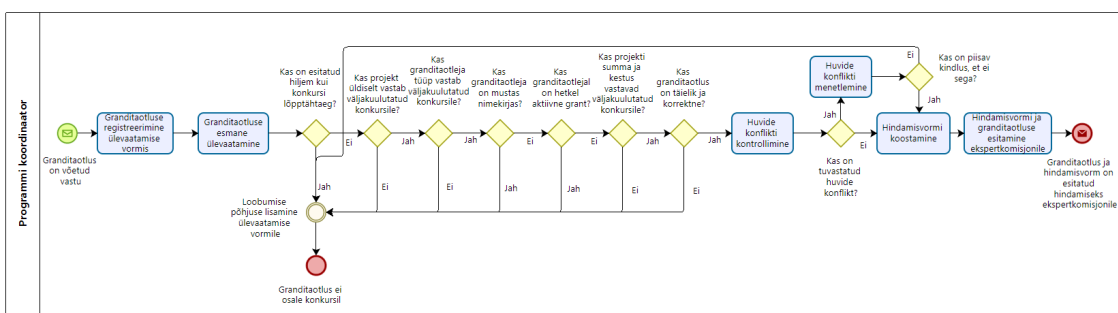 Programmi koordinaator
Granditaotlus
on võetud
vastu
Granditaotluse
registreerimine
ülevaatamise
vormis
Granditaotluse
esmane
ülevaatamine
Kas on esitatud
hiljem kui
konkursi
lõpptähtaeg?
Ei
Jah
Kas projekt
üldiselt vastab
väljakuulutatud
konkursile?
Jah
Ei
Kas
granditaotleja
tüüp vastab
väljakuulutatud
konkursile?
Jah
Ei
Kas
granditaotleja
on mustas
nimekirjas?
Ei
Jah
Kas
granditaotlejal
on hetkel
aktiivne grant?
Ei
Jah
Kas projekti
summa ja
kestus
vastavad
väljakuulutatud
konkursile?
Jah
Ei
Kas
granditaotlus
on täielik ja
korrektne?
Jah
Ei
Loobumise
põhjuse lisamine
ülevaatamise
vormile
Granditaotlus ei
osale konkursil
Huvide
konflikti
kontrollimine
Kas on
tuvastatud
huvide
konflikt?
Jah
Ei
Huvide
konflikti
menetlemine
Kas on piisav
kindlus, et ei
sega?
Ei
Jah
Hindamisvormi
koostamine
Hindamisvormi ja
granditaotluse
esitamine
ekspertkomisjonile
Granditaotlus ja
hindamisvorm on
esitatud
hindamiseks
ekspertkomisjonile